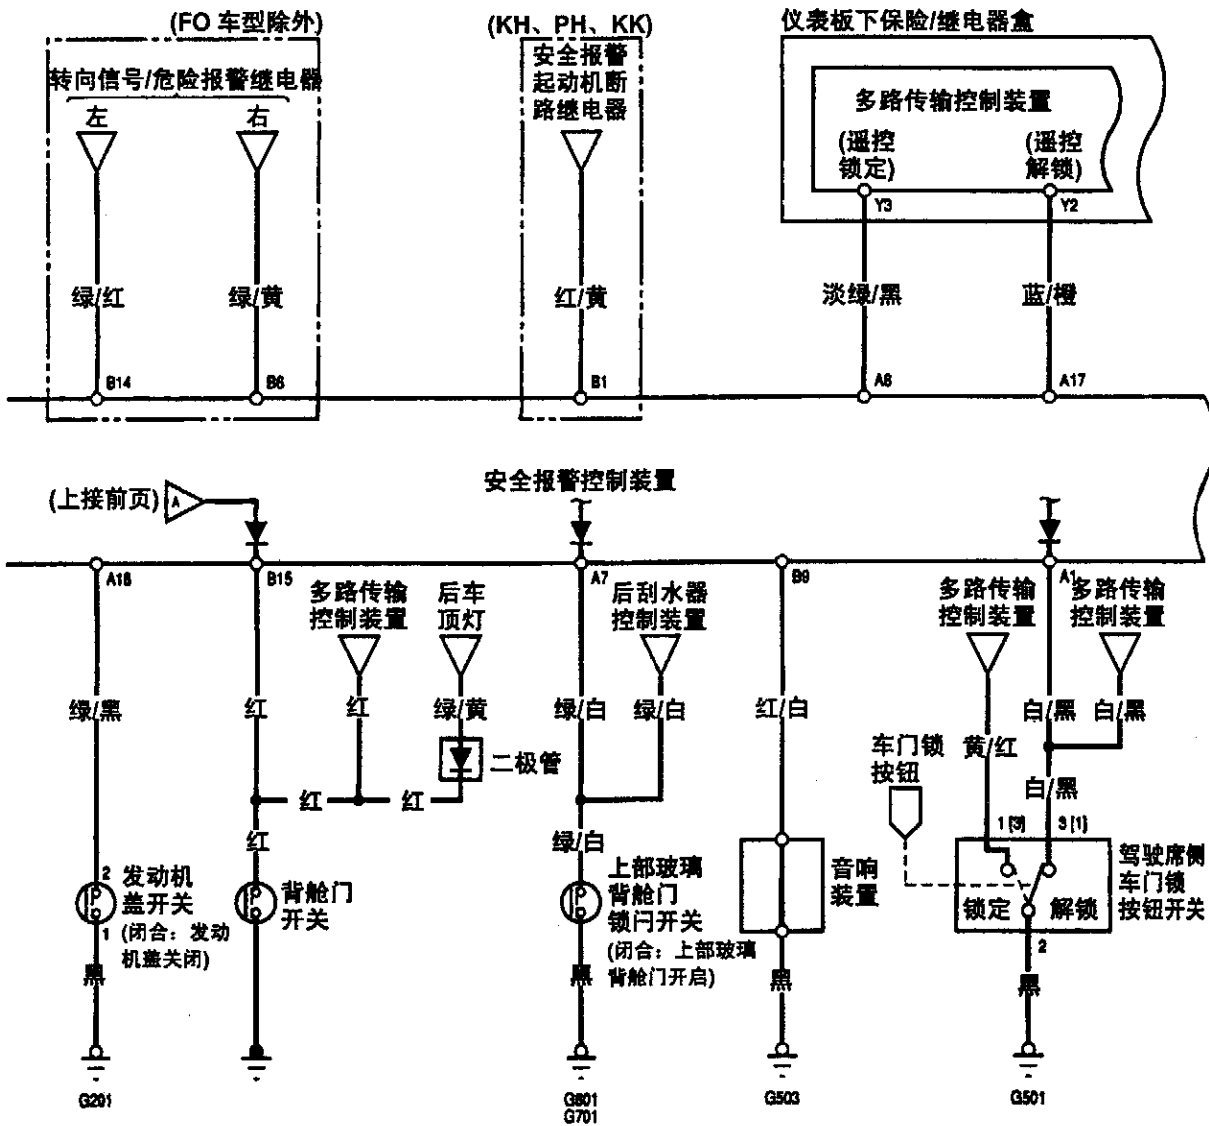 (FO 车型除外)
转向信号/危险报警继电器
左
右
绿/红
绿/黄
B14
B6
(KH、PH、KK)
安全报警
起动机断
路继电器
红/黄
B1
仪表板下保险/继电器盒
多路传输控制装置
(遥控
锁定)
(遥控
解锁)
Y3
Y2
淡绿/黑
蓝/橙
A6
A17
(上接前页)
A
安全报警控制装置
A16
B15
A7
B9
A1
多路传输
控制装置
后车
顶灯
后刮水器
控制装置
多路传输
控制装置
多路传输
控制装置
绿/黑
红
红
绿/黄
绿/白
绿/白
红/白
白/黑
白/黑
黄/红
车门锁
按钮
二极管
红
红
白/黑
红
绿/白
1 [3]
3 [1]
2
发动机
盖开关
1
(闭合：发动
机盖关闭)
背舱门
开关
上部玻璃
背舱门
锁闩开关
(闭合：上部玻璃
背舱门开启)
音响
装置
锁定
解锁
驾驶席侧
车门锁
按钮开关
2
黑
黑
黑
黑
G201
G601
G701
G503
G501